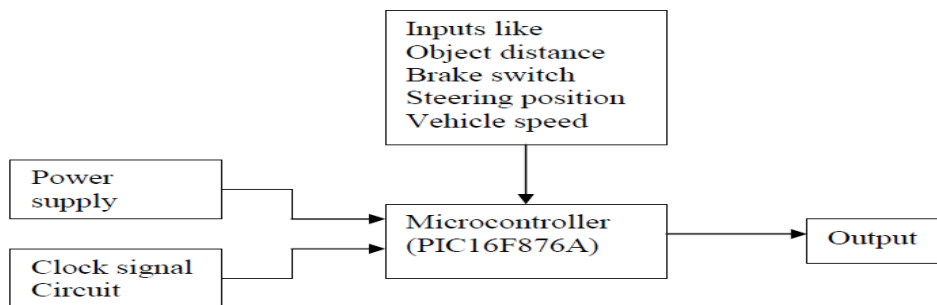 Inputs like
Object distance
Brake switch
Steering position
Vehicle speed
Power
supply
Microcontroller
(PIC16F876A)
Output
Clock signal
Circuit